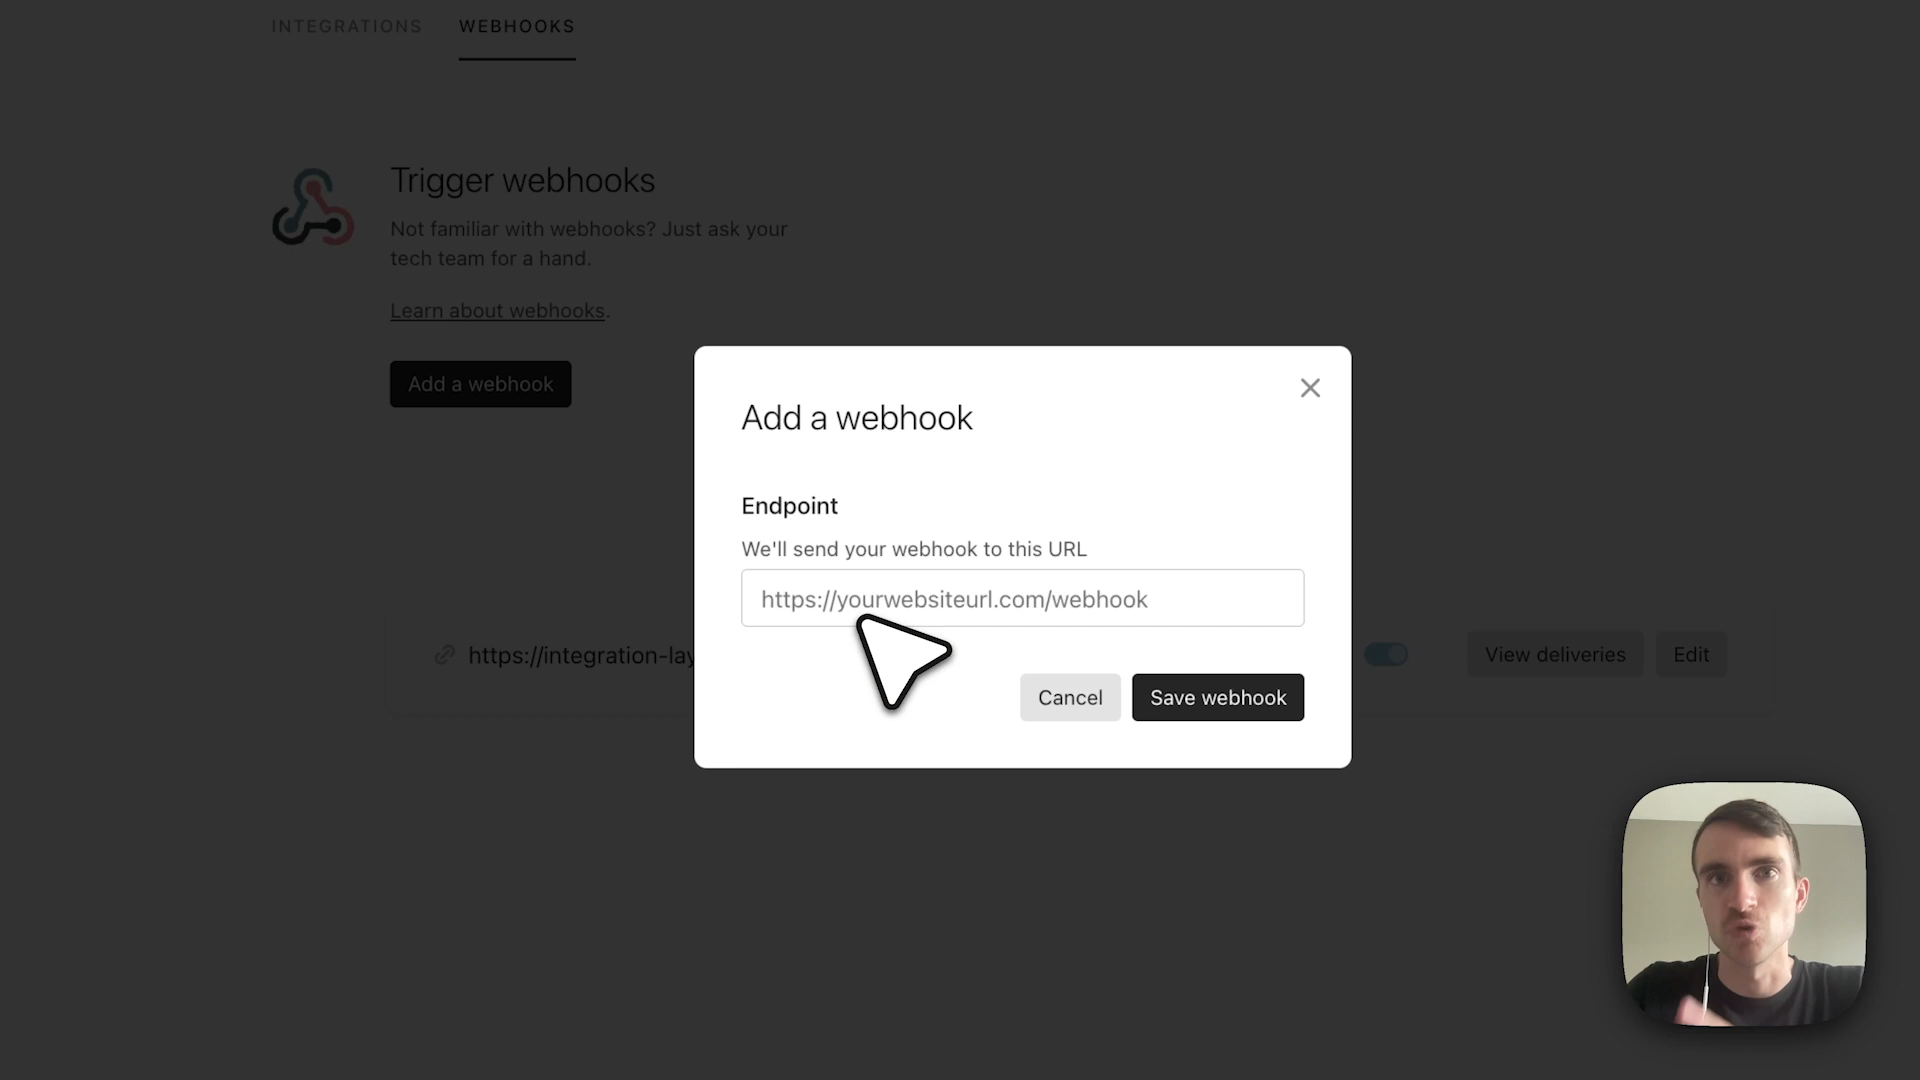 INTEGRATIONS
WEBHOOKS
Trigger webhooks
Not familiar with webhooks? Just ask your
tech team for a hand.
Learn about webhooks.
Add a webhook
Add a webhook
Endpoint
We'll send your webhook to this URL
https://yourwebsiteurl.com/webhook
Cancel
Save webhook
https://integration-lay
View deliveries
Edit